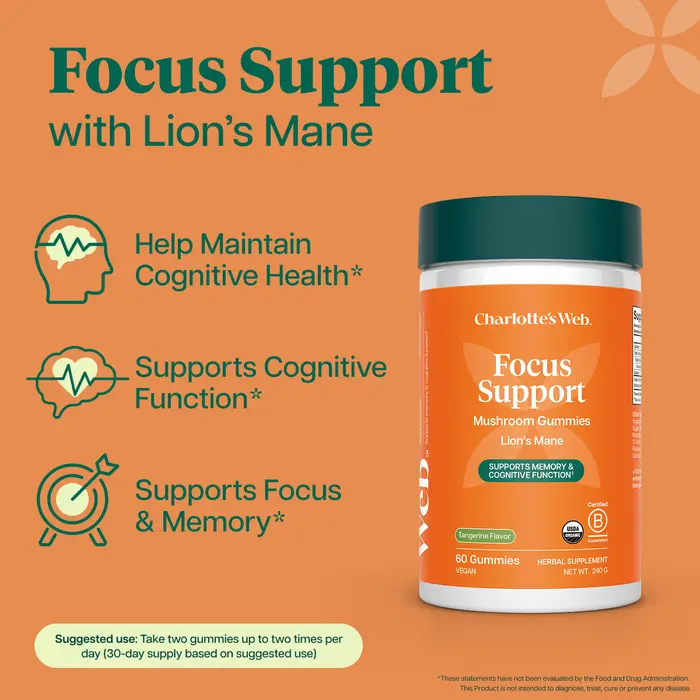 Focus Support
with Lion's Mane
Help Maintain
Cognitive Health*
Supports Cognitive
Function*
Supports Focus
& Memory*
Suggested use: Take two gummies up to two times per
day (30-day supply based on suggested use)
Charlotte's Web.
Focus
Support
Mushroom Gummies
Lion's Mane
SUPPORTS MEMORY &
COGNITIVE FUNCTION†
Tangerine Flavor
USDA
ORGANIC
Certified
B
Corporation
60 Gummies
VEGAN
HERBAL SUPPLEMENT
NET WT. 240 G
Web
*These statements have not been evaluated by the Food and Drug Administration.
This Product is not intended to diagnose, treat, cure or prevent any disease.